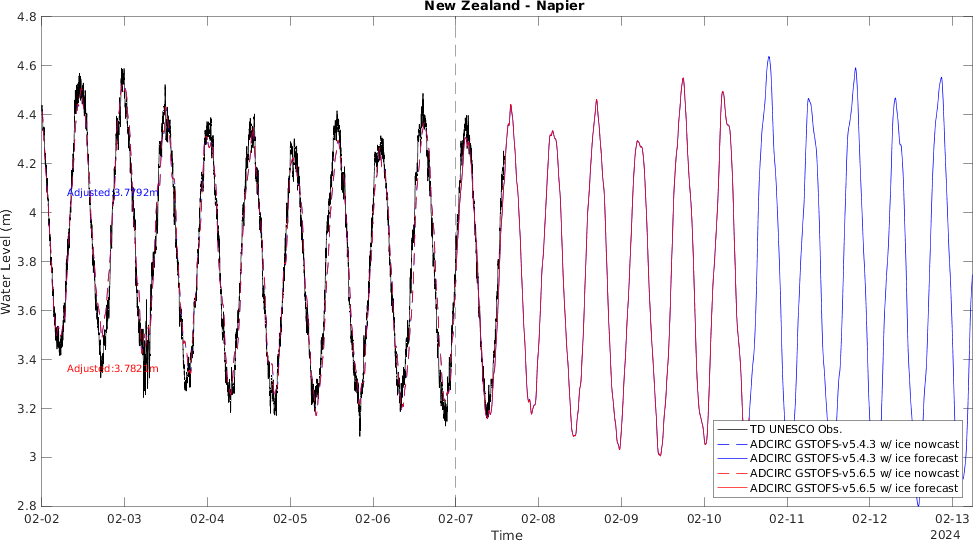 New Zealand - Napier
4.8
4.6
4.4
4.2
4
3.8
3.6
3.4
3.2
3
2.8
Water Level (m)
Adjusted:3.7792m
TD UNESCO Obs.
ADCIRC GSTOFS-v5.4.3 w/ ice nowcast
ADCIRC GSTOFS-v5.4.3 w/ ice forecast
ADCIRC GSTOFS-v5.6.5 w/ ice nowcast
ADCIRC GSTOFS-v5.6.5 w/ ice forecast
02-02 02-03 02-04 02-05 02-06 02-07 02-08 02-09 02-10 02-11 02-12 02-13
Time
2024